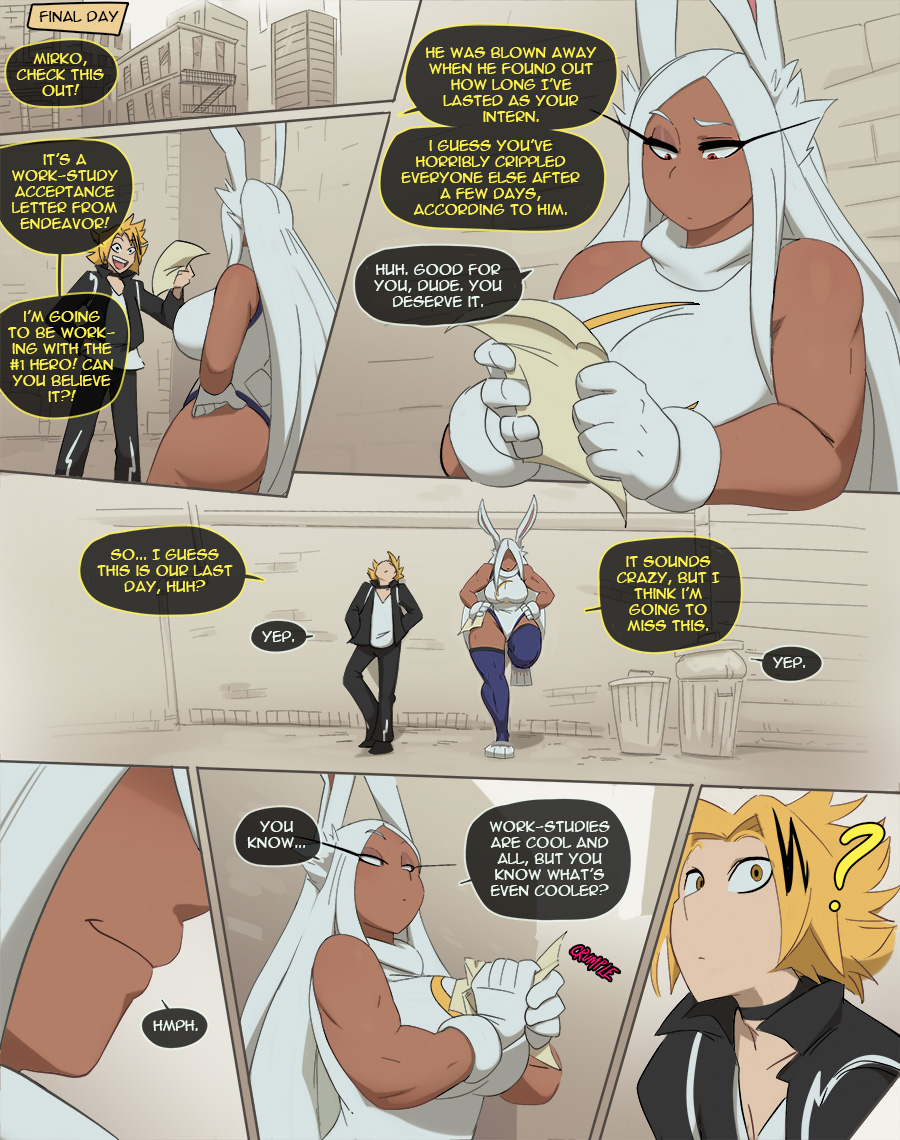 FINAL DAY
MIRKO,
CHECK THIS
OUT!
IT'S A
WORK-STUDY
ACCEPTANCE
LETTER FROM
ENDEAVOR!
I'M GOING
TO BE WORK-
ING WITH THE
#1 HERO! CAN
YOU BELIEVE
IT?!
HE WAS BLOWN AWAY
WHEN HE FOUND OUT
HOW LONG I'VE
LASTED AS YOUR
INTERN.
I GUESS YOU'VE
HORRIBLY CRIPPLED
EVERYONE ELSE AFTER
A FEW DAYS,
ACCORDING TO HIM.
HUH. GOOD FOR
YOU, DUDE. YOU
DESERVE IT.
SO... I GUESS
THIS IS OUR LAST
DAY, HUH?
YEP.
IT SOUNDS
CRAZY, BUT I
THINK I'M
GOING TO
MISS THIS.
YEP.
HMPH.
YOU
KNOW...
WORK-STUDIES
ARE COOL AND
ALL, BUT YOU
KNOW WHAT'S
EVEN COOLER?
CRUMPLE
?